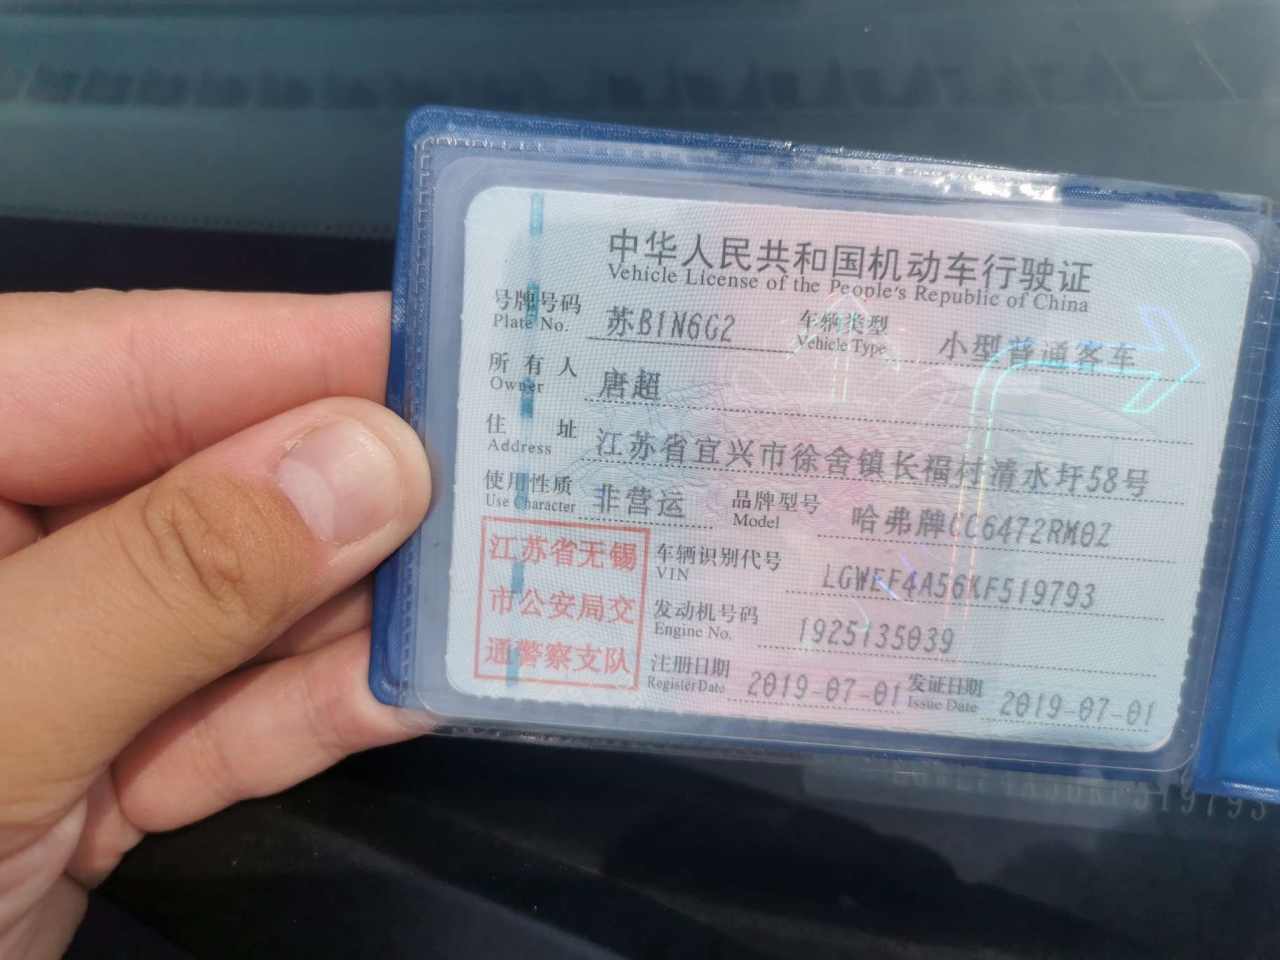 中华人民共和国机动车行驶证
Vehicle License of the People's Republic of China
号牌号码 苏B1N6G2 车辆类型 小型普通客车
Plate No. Vehicle Type
所有人 唐超
Owner
住址 江苏省宜兴市徐舍镇长福村清水圩58号
Address
使用性质 非营运 品牌型号 哈弗牌CC6472RM02
Use Character Model
江苏省无锡
市公安局交
通警察支队
车辆识别代号 LGWEF4A56KF519793
VIN
发动机号码 1925135039
Engine No.
注册日期 2019-07-01 发证日期 2019-07-01
Register Date Issue Date
LGWEF4A56KF519793